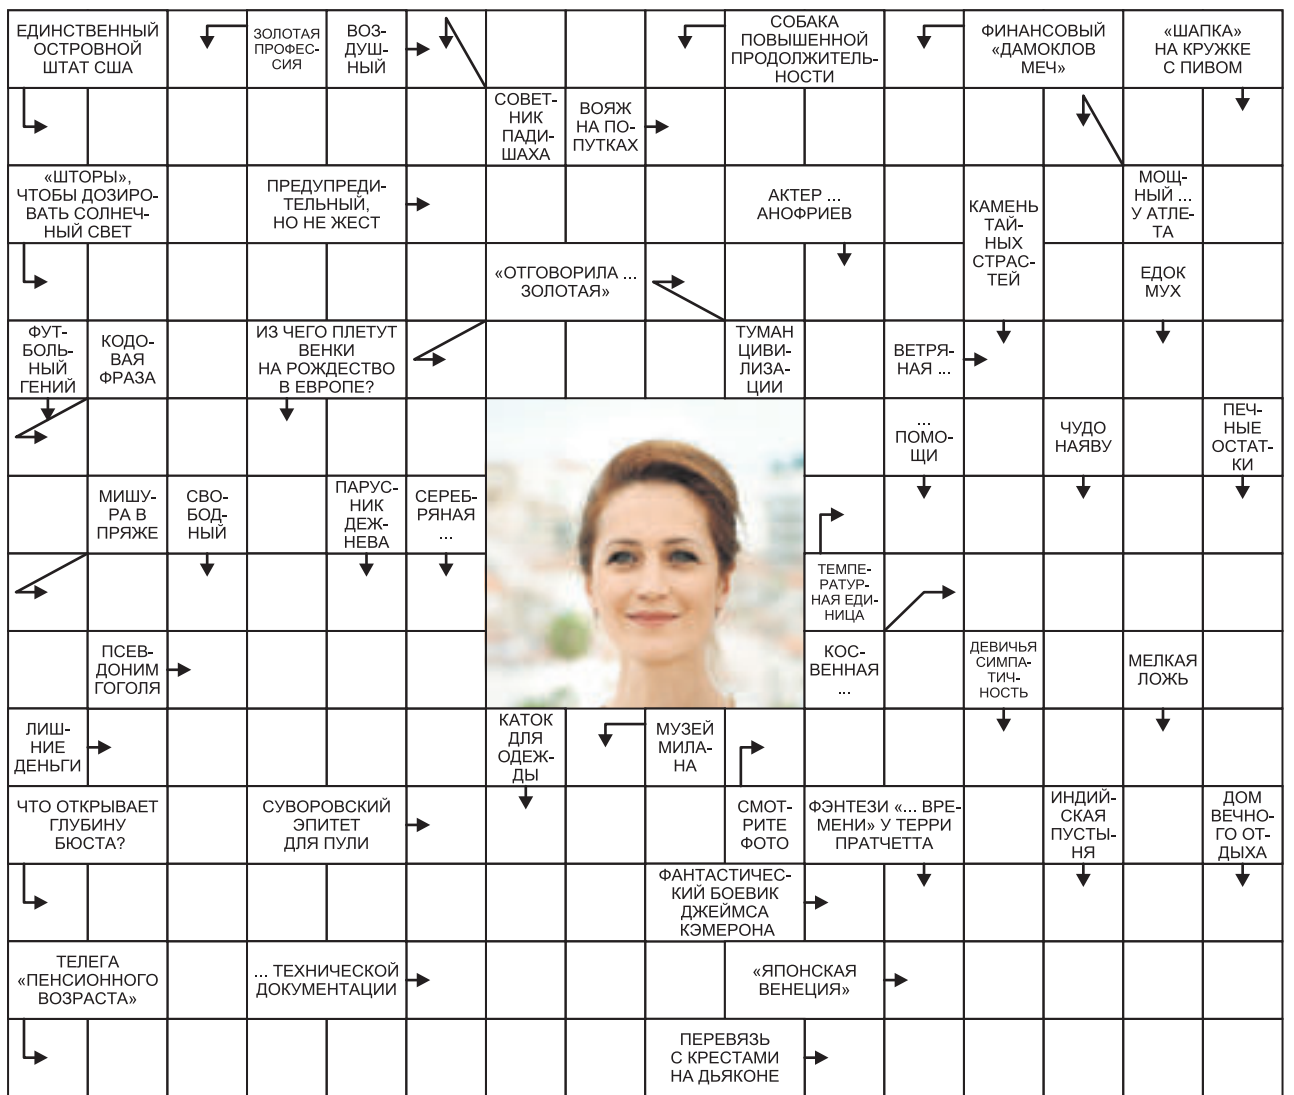 ЕДИНСТВЕННЫЙ
ОСТРОВНОЙ
ШТАТ США
ЗОЛОТАЯ
ПРОФЕС-
СИЯ
ВОЗ-
ДУШ-
НЫЙ
СОБАКА
ПОВЫШЕННОЙ
ПРОДОЛЖИТЕЛЬ-
НОСТИ
ФИНАНСОВЫЙ
«ДАМОКЛОВ
МЕЧ»
«ШАПКА»
НА КРУЖКЕ
С ПИВОМ
СОВЕТ-
НИК
ПАДИ-
ШАХА
ВОЯЖ
НА ПО-
ПУТКАХ
«ШТОРЫ»,
ЧТОБЫ ДОЗИРО-
ВАТЬ СОЛНЕЧ-
НЫЙ СВЕТ
ПРЕДУПРЕДИ-
ТЕЛЬНЫЙ,
НО НЕ ЖЕСТ
АКТЕР ...
АНОФРИЕВ
КАМЕНЬ
ТАЙ-
НЫХ
СТРАС-
ТЕЙ
МОЩ-
НЫЙ ...
У АТЛЕ-
ТА
«ОТГОВОРИЛА ...
ЗОЛОТАЯ»
ЕДОК
МУХ
ФУТ-
БОЛЬ-
НЫЙ
ГЕНИЙ
КОДО-
ВАЯ
ФРАЗА
ИЗ ЧЕГО ПЛЕТУТ
ВЕНКИ
НА РОЖДЕСТВО
В ЕВРОПЕ?
ТУМАН
ЦИВИ-
ЛИЗА-
ЦИИ
ВЕТРЯ-
НАЯ ...
...
ПОМО-
ЩИ
ЧУДО
НАЯВУ
ПЕЧ-
НЫЕ
ОСТАТ-
КИ
МИШУ-
РА В
ПРЯЖЕ
СВО-
БОД-
НЫЙ
ПАРУС-
НИК
ДЕЖ-
НЕВА
СЕРЕБ-
РЯНАЯ
...
ТЕМПЕ-
РАТУР-
НАЯ ЕДИ-
НИЦА
ПСЕВ-
ДОНИМ
ГОГОЛЯ
КОС-
ВЕННАЯ
...
ДЕВИЧЬЯ
СИМПА-
ТИЧ-
НОСТЬ
МЕЛКАЯ
ЛОЖЬ
ЛИШ-
НИЕ
ДЕНЬГИ
КАТОК
ДЛЯ
ОДЕЖ-
ДЫ
МУЗЕЙ
МИЛА-
НА
ЧТО ОТКРЫВАЕТ
ГЛУБИНУ
БЮСТА?
СУВОРОВСКИЙ
ЭПИТЕТ
ДЛЯ ПУЛИ
СМОТ-
РИТЕ
ФОТО
ФЭНТЕЗИ «... ВРЕ-
МЕНИ» У ТЕРРИ
ПРАТЧЕТТА
ИНДИЙ-
СКАЯ
ПУСТЫ-
НЯ
ДОМ
ВЕЧНО-
ГО ОТ-
ДЫХА
ФАНТАСТИЧЕС-
КИЙ БОЕВИК
ДЖЕЙМСА
КЭМЕРОНА
ТЕЛЕГА
«ПЕНСИОННОГО
ВОЗРАСТА»
... ТЕХНИЧЕСКОЙ
ДОКУМЕНТАЦИИ
«ЯПОНСКАЯ
ВЕНЕЦИЯ»
ПЕРЕВЯЗЬ
С КРЕСТАМИ
НА ДЬЯКОНЕ